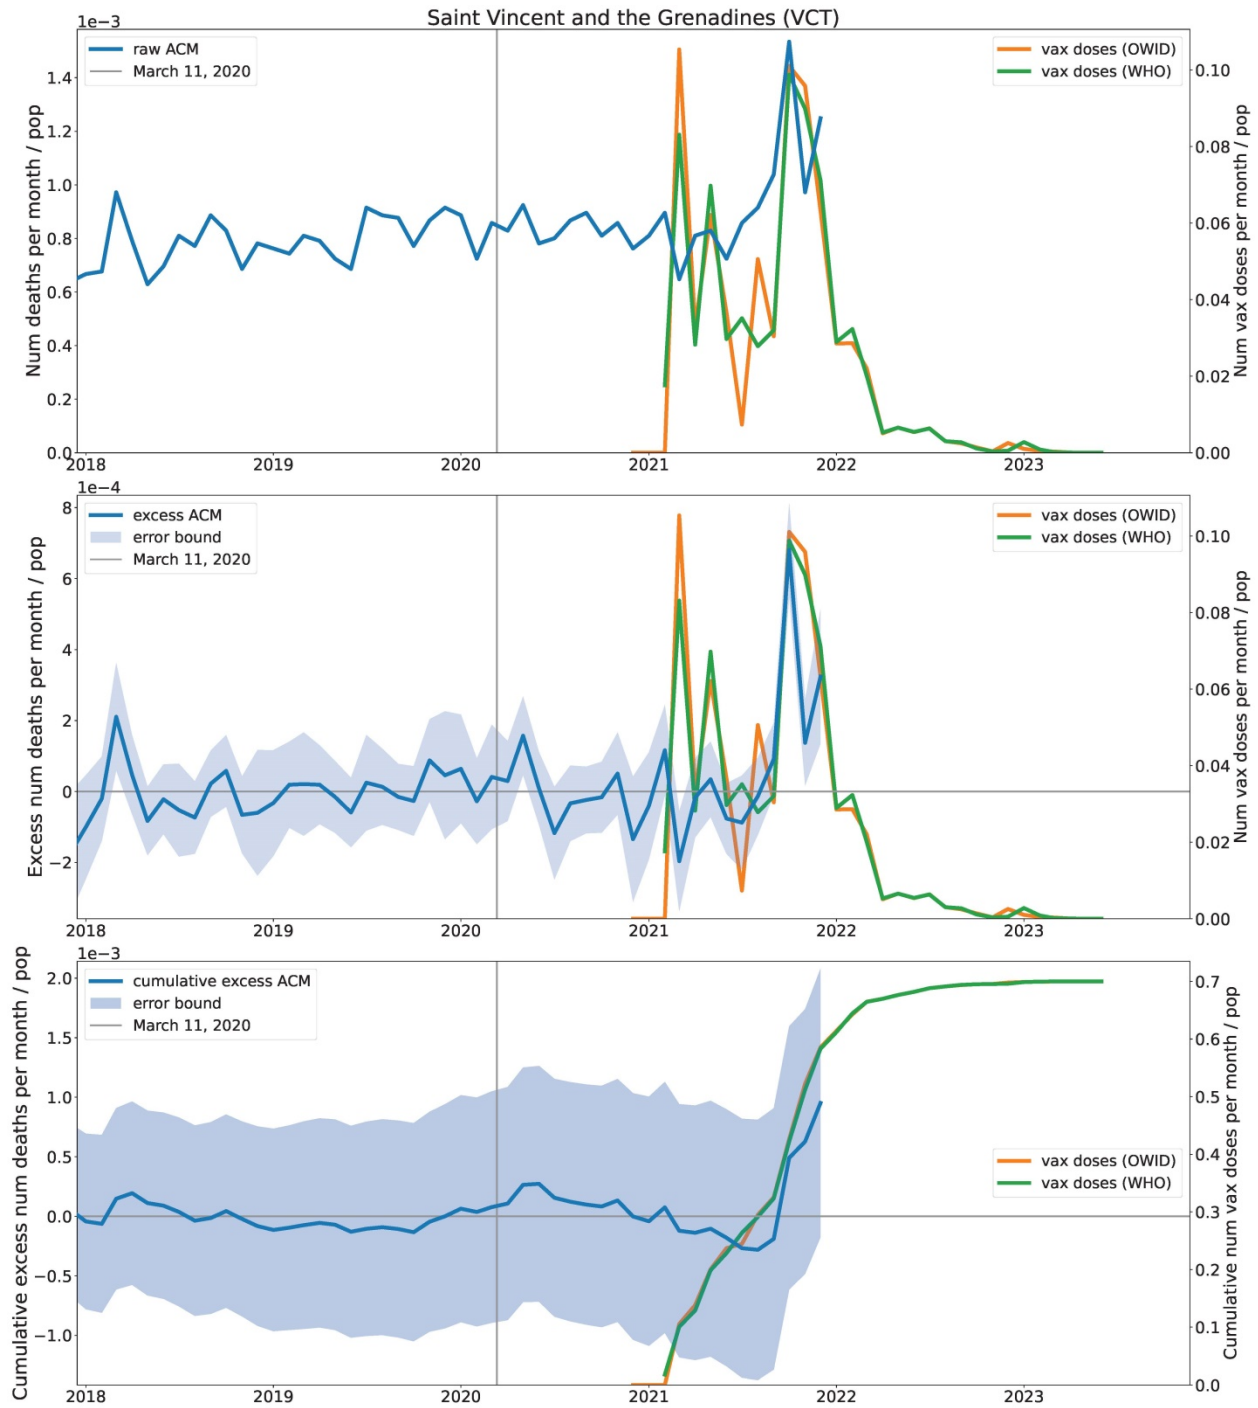 Saint Vincent and the Grenadines (VCT)
1e−3
raw ACM
March 11, 2020
vax doses (OWID)
vax doses (WHO)
Num deaths per month / pop
1.4
1.2
1.0
0.8
0.6
0.4
0.2
0.0
Num vax doses per month / pop
0.10
0.08
0.06
0.04
0.02
0.00
2018 2019 2020 2021 2022 2023
1e−4
excess ACM
error bound
March 11, 2020
vax doses (OWID)
vax doses (WHO)
Excess num deaths per month / pop
8
6
4
2
0
−2
Num vax doses per month / pop
0.10
0.08
0.06
0.04
0.02
0.00
2018 2019 2020 2021 2022 2023
1e−3
cumulative excess ACM
error bound
March 11, 2020
vax doses (OWID)
vax doses (WHO)
Cumulative excess num deaths per month / pop
2.0
1.5
1.0
0.5
0.0
−0.5
−1.0
Cumulative num vax doses per month / pop
0.7
0.6
0.5
0.4
0.3
0.2
0.1
0.0
2018 2019 2020 2021 2022 2023